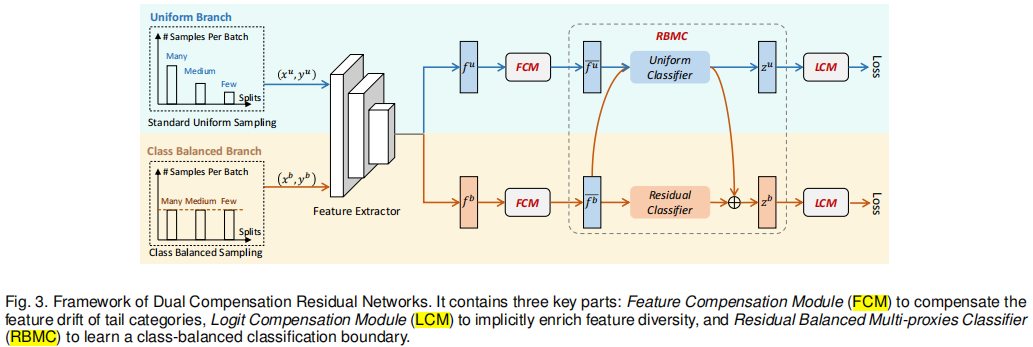 Uniform Branch
# Samples Per Batch
Many
Medium
Few
Splits
Standard Uniform Sampling
(x^u, y^u)
Class Balanced Branch
# Samples Per Batch
Many Medium Few
Splits
Class Balanced Sampling
(x^b, y^b)
Feature Extractor
f^u
FCM
\overline{f^u}
RBMC
Uniform
Classifier
z^u
LCM
Loss
f^b
FCM
\overline{f^b}
Residual
Classifier
⊕
z^b
LCM
Loss
Fig. 3. Framework of Dual Compensation Residual Networks. It contains three key parts: Feature Compensation Module (FCM) to compensate the
feature drift of tail categories, Logit Compensation Module (LCM) to implicitly enrich feature diversity, and Residual Balanced Multi-proxies Classifier
(RBMC) to learn a class-balanced classification boundary.